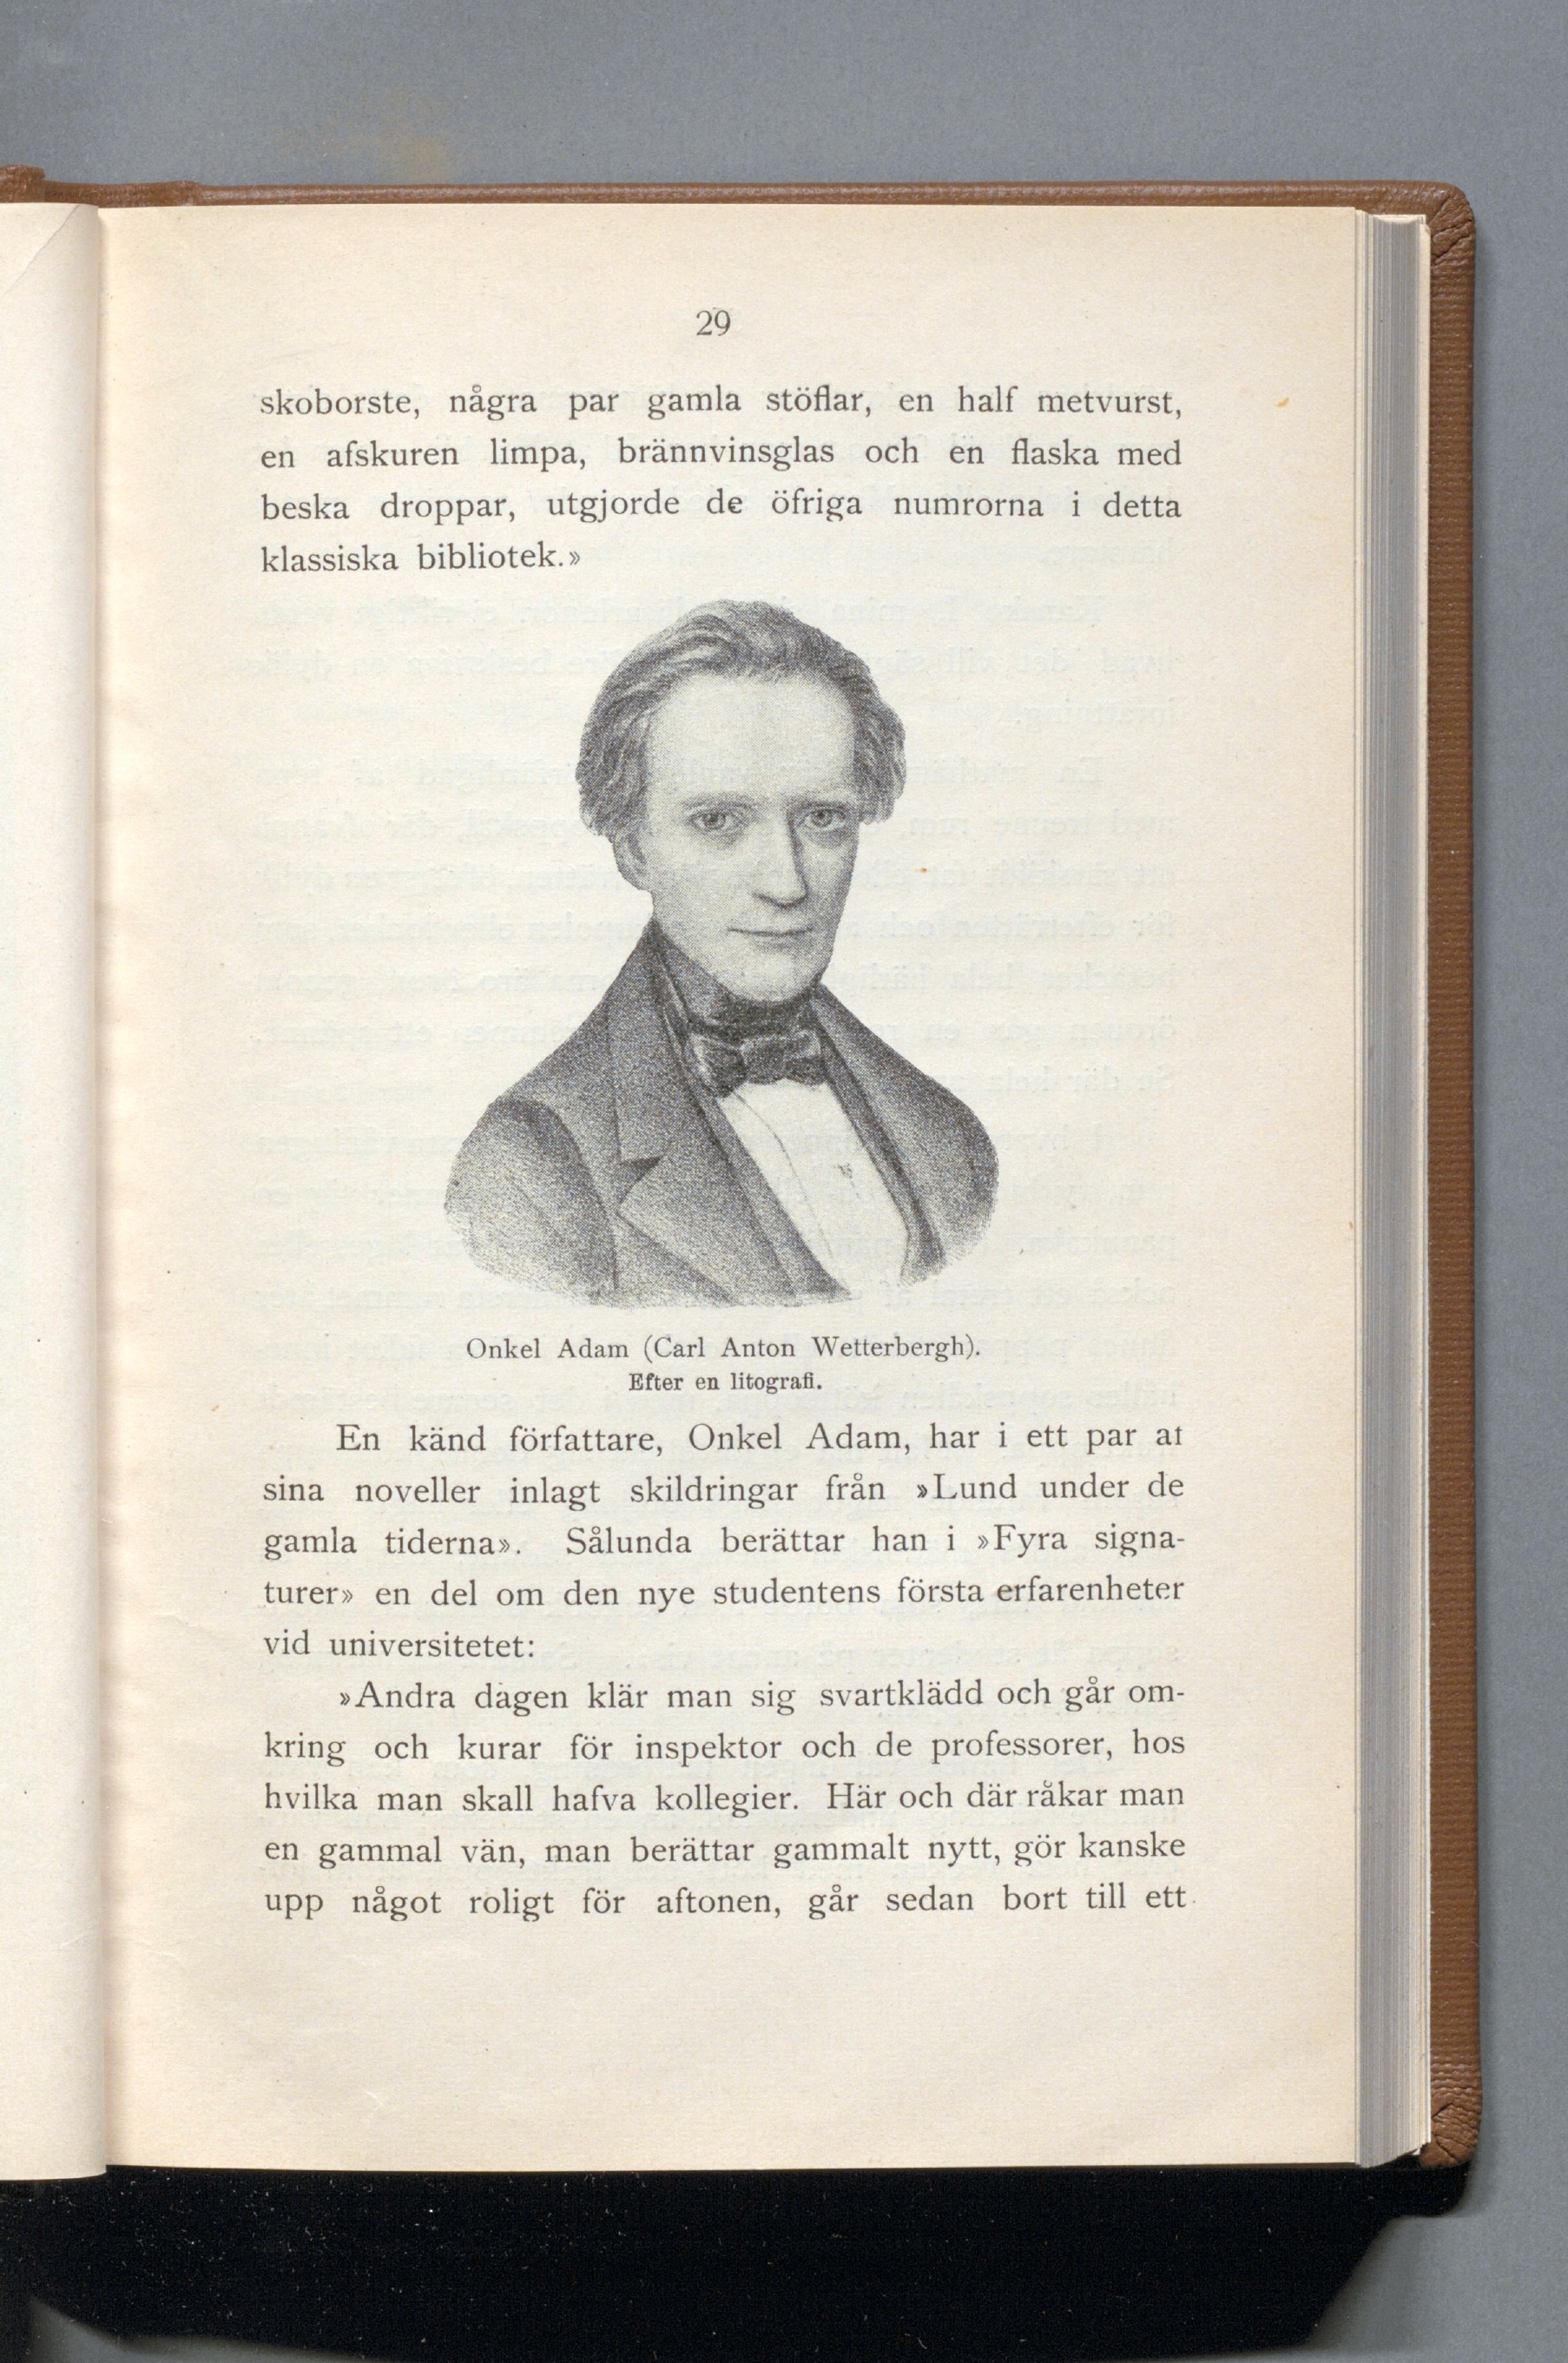 29
skoborste, några par gamla stöflar, en half metvurst,
en afskuren limpa, brännvinsglas och en flaska med
beska droppar, utgjorde de öfriga numrorna i detta
klassiska bibliotek.»
Onkel Adam (Carl Anton Wetterbergh).
Efter en litografi.
En känd författare, Onkel Adam, har i ett par af
sina noveller inlagt skildringar från »Lund under de
gamla tiderna». Sålunda berättar han i »Fyra signa-
turer» en del om den nye studentens första erfarenheter
vid universitetet:
»Andra dagen klär man sig svartklädd och går om-
kring och kurar för inspektor och de professorer, hos
hvilka man skall hafva kollegier. Här och där råkar man
en gammal vän, man berättar gammalt nytt, gör kanske
upp något roligt för aftonen, går sedan bort till ett